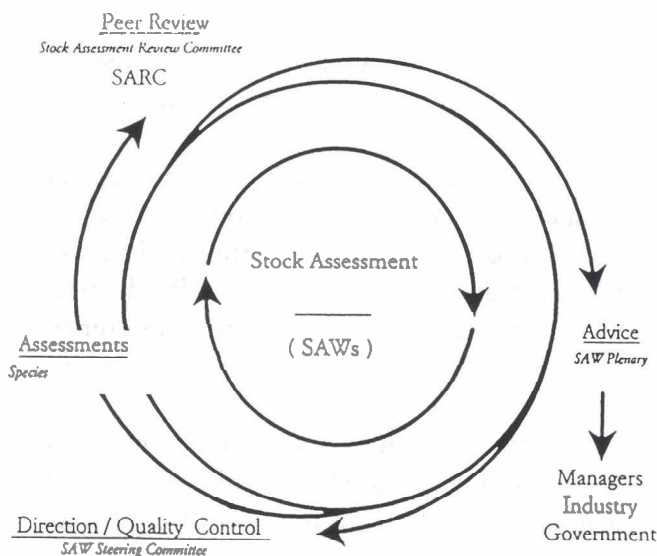 Peer Review
Stock Assessment Review Committee
SARC
Stock Assessment
( SAWs )
Assessments
Species
Advice
SAW Plenary
Managers
Industry
Government
Direction / Quality Control
SAW Steering Committee